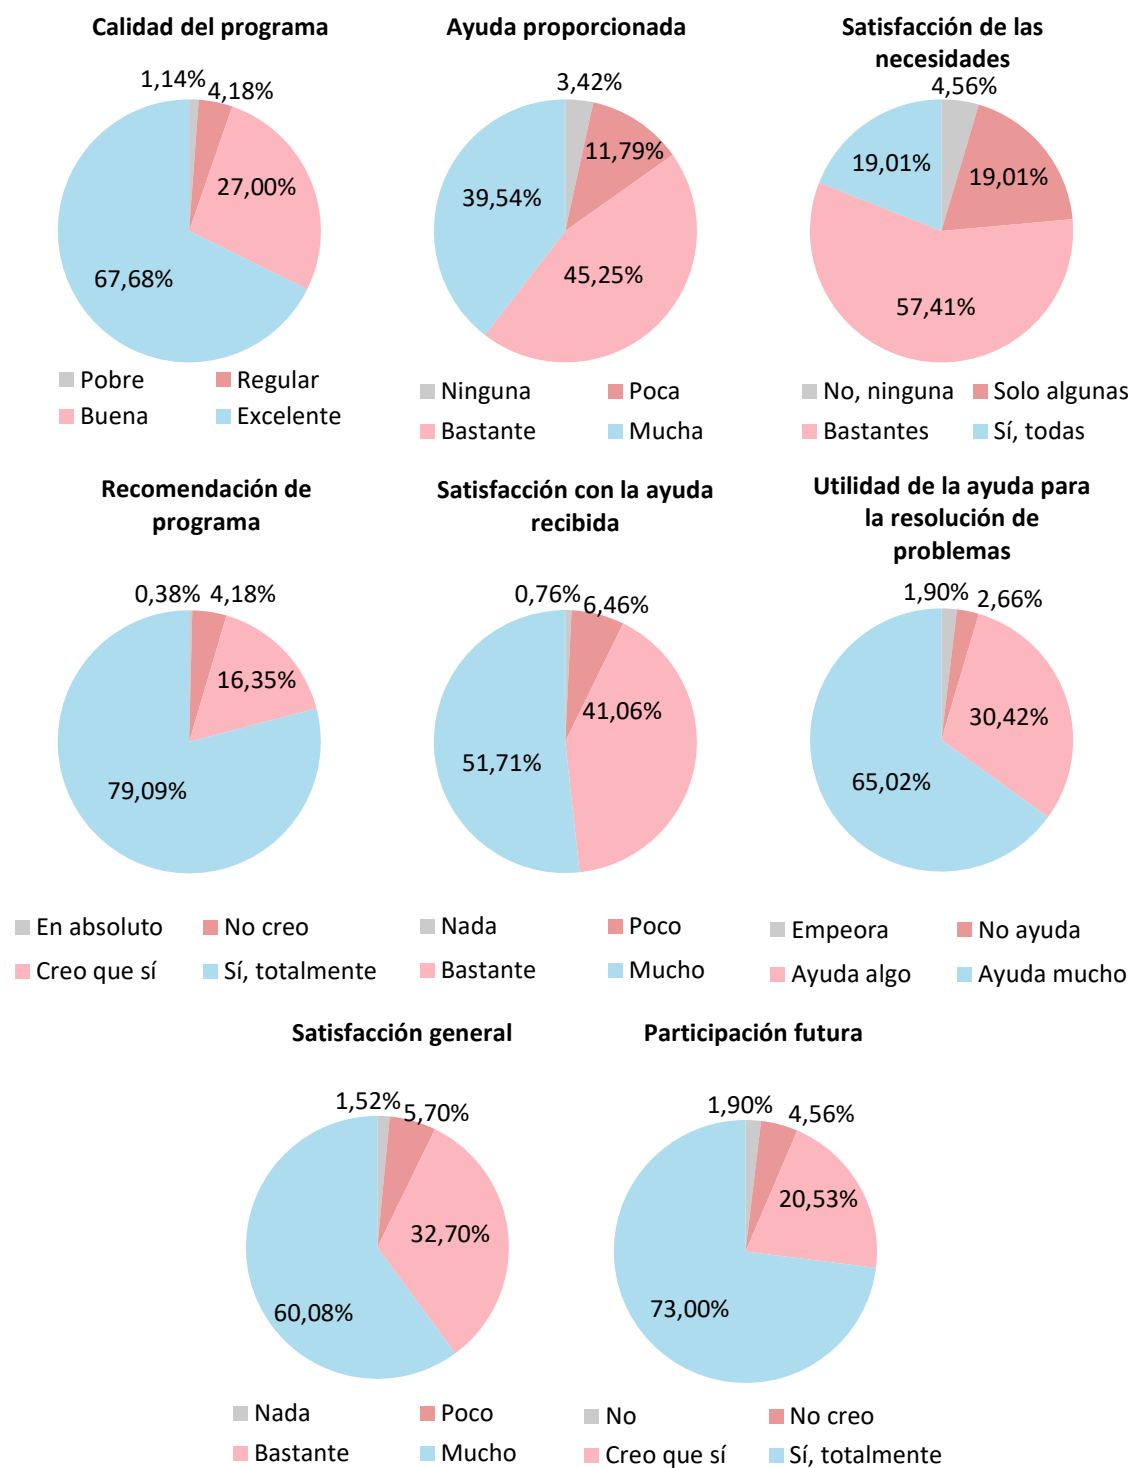 Calidad del programa
1,14%
4,18%
27,00%
67,68%
Pobre
Regular
Buena
Excelente
Ayuda proporcionada
3,42%
11,79%
45,25%
39,54%
Ninguna
Poca
Bastante
Mucha
Satisfacción de las
necesidades
4,56%
19,01%
57,41%
19,01%
No, ninguna
Solo algunas
Bastantes
Sí, todas
Recomendación de
programa
0,38%
4,18%
16,35%
79,09%
En absoluto
No creo
Creo que sí
Sí, totalmente
Satisfacción con la ayuda
recibida
0,76%
6,46%
41,06%
51,71%
Nada
Poco
Bastante
Mucho
Utilidad de la ayuda para
la resolución de
problemas
1,90%
2,66%
30,42%
65,02%
Empeora
No ayuda
Ayuda algo
Ayuda mucho
Satisfacción general
1,52%
5,70%
32,70%
60,08%
Nada
Poco
Bastante
Mucho
Participación futura
1,90%
4,56%
20,53%
73,00%
No
No creo
Creo que sí
Sí, totalmente